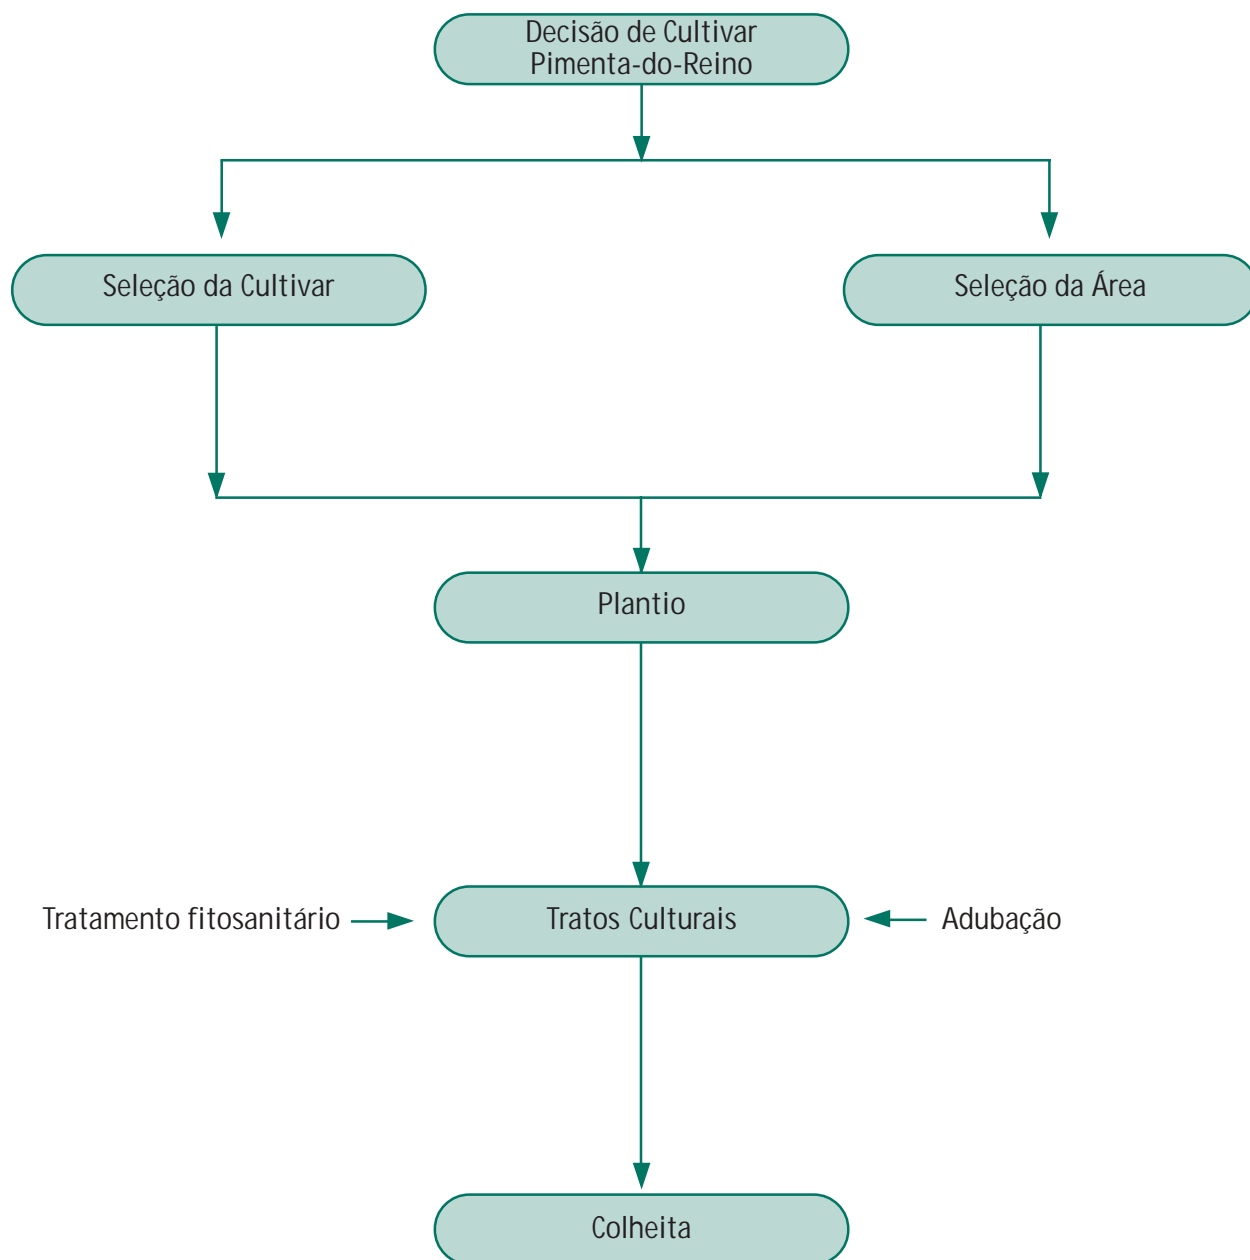 Decisão de Cultivar
Pimenta-do-Reino
Seleção da Cultivar
Seleção da Área
Plantio
Tratamento fitosanitário
Tratos Culturais
Adubação
Colheita